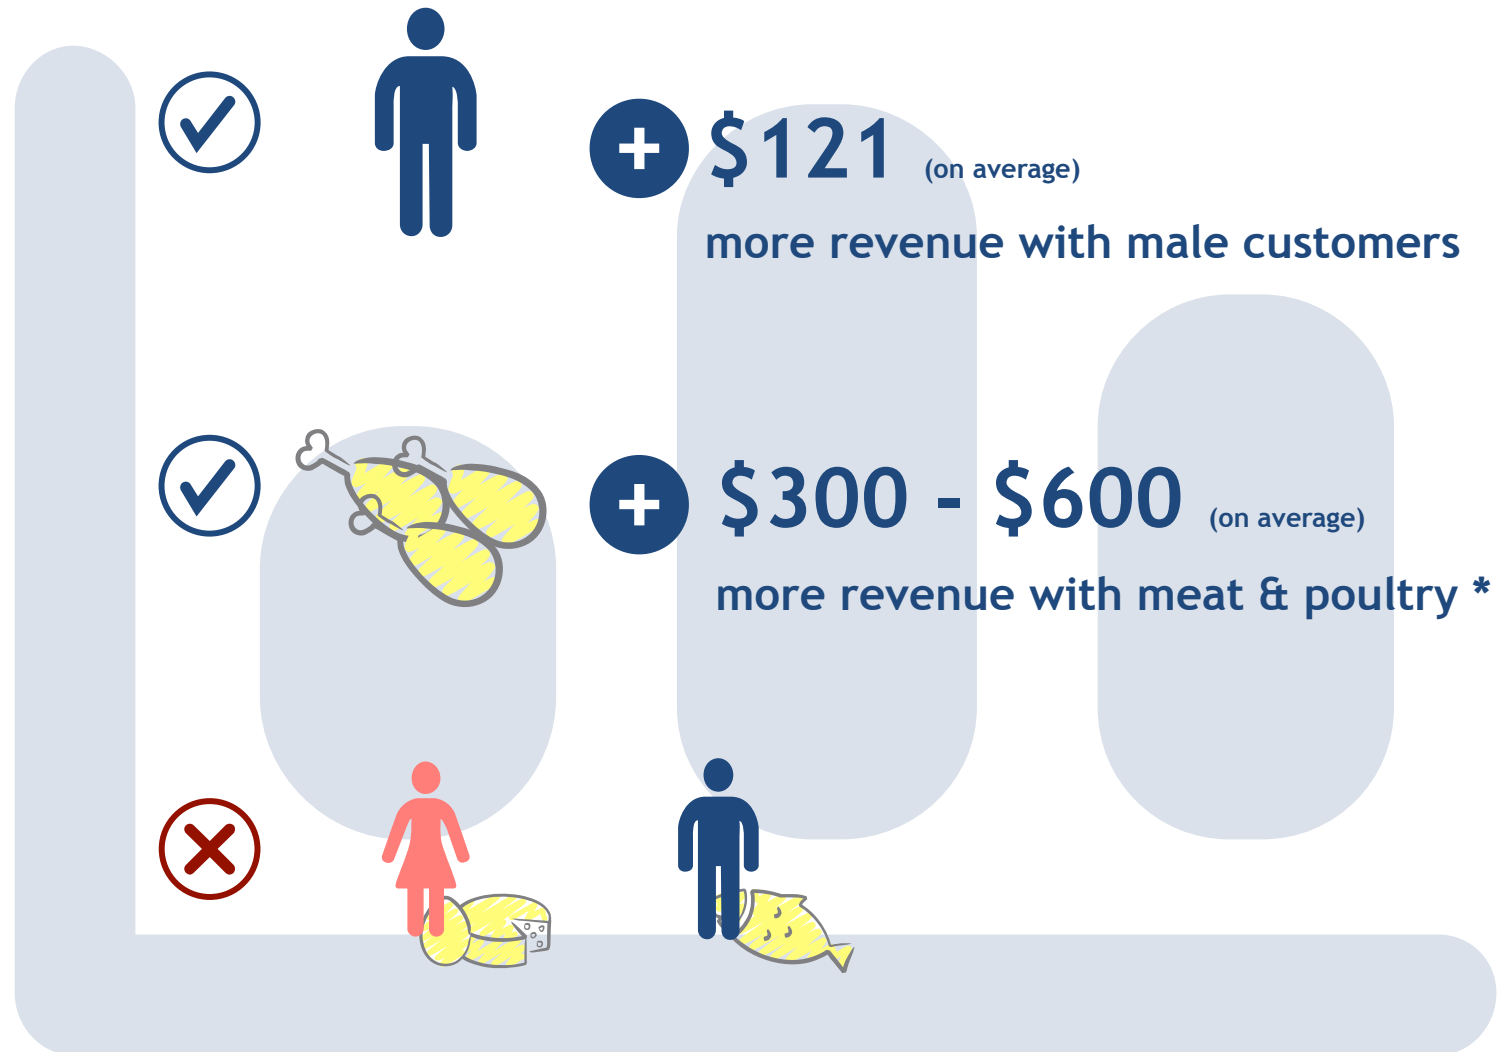 + $121 (on average)
more revenue with male customers
+ $300 - $600 (on average)
more revenue with meat & poultry *